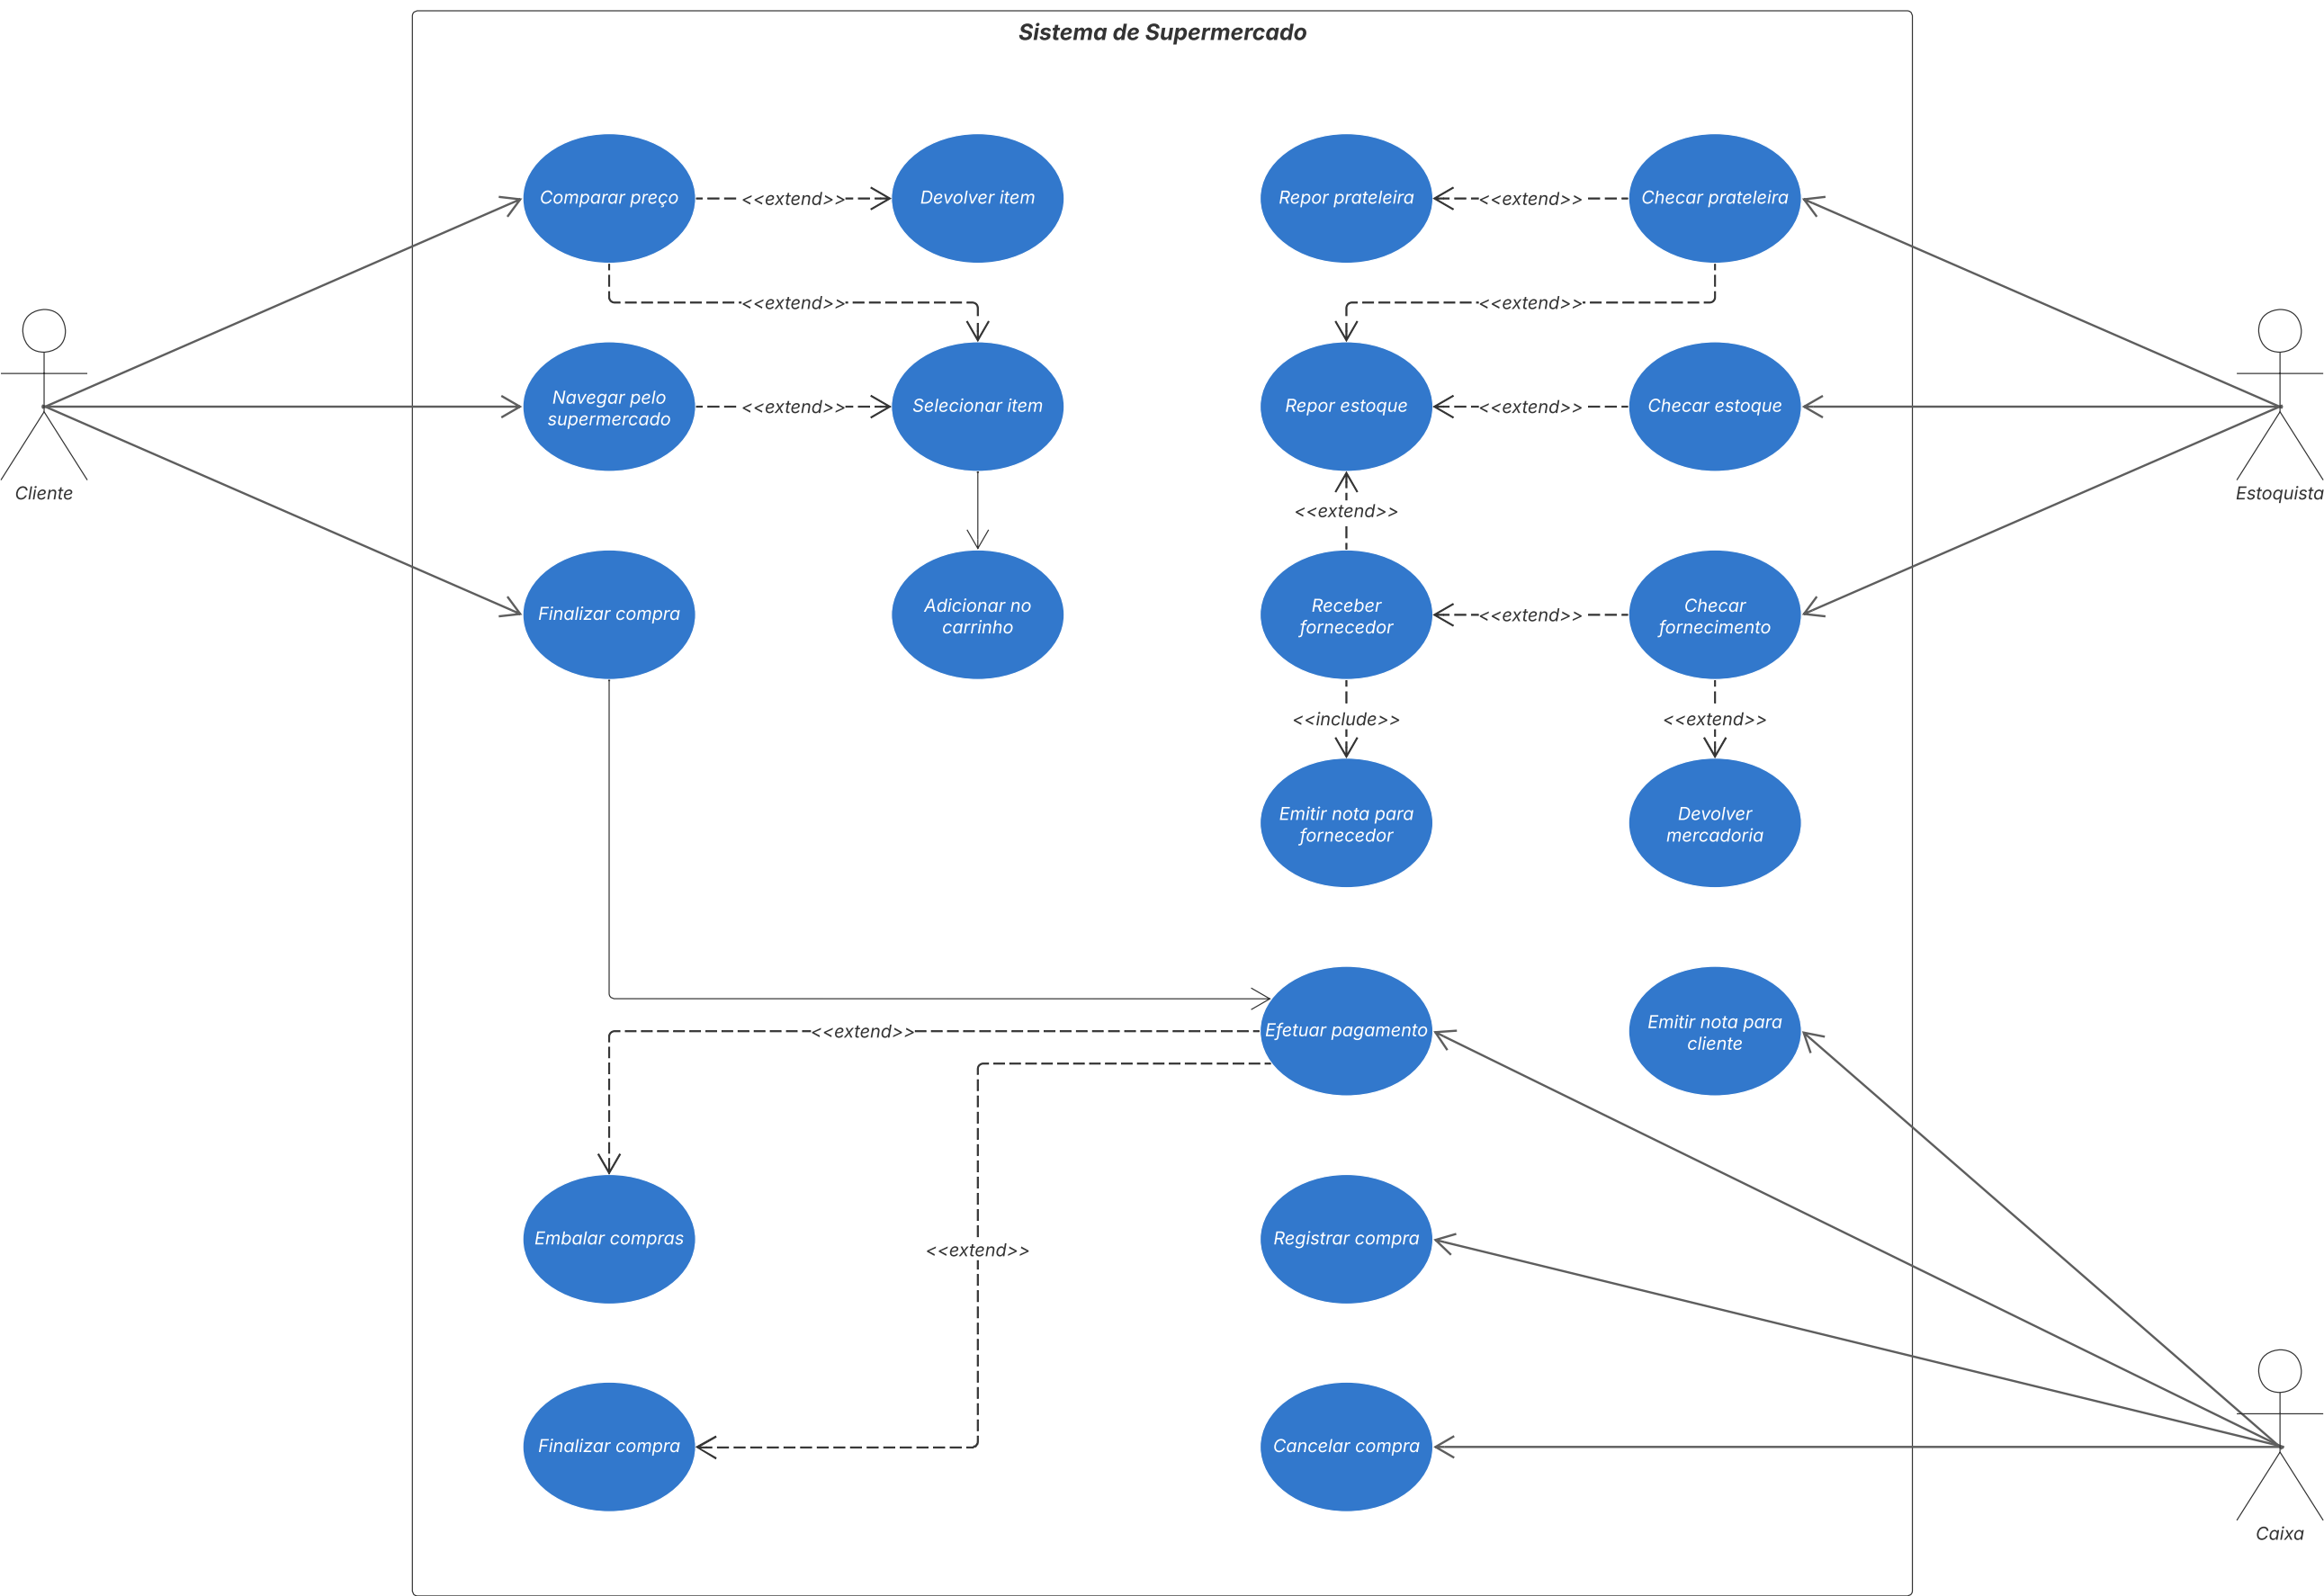 Sistema de Supermercado
Comparar preço
<<extend>>
Devolver item
Repor prateleira
<<extend>>
Checar prateleira
<<extend>>
<<extend>>
Navegar pelo
supermercado
<<extend>>
Selecionar item
Repor estoque
<<extend>>
Checar estoque
Cliente
Estoquista
<<extend>>
Finalizar compra
Adicionar no
carrinho
Receber
fornecedor
<<extend>>
Checar
fornecimento
<<include>>
<<extend>>
Emitir nota para
fornecedor
Devolver
mercadoria
<<extend>>
Efetuar pagamento
Emitir nota para
cliente
Embalar compras
<<extend>>
Registrar compra
Finalizar compra
Cancelar compra
Caixa